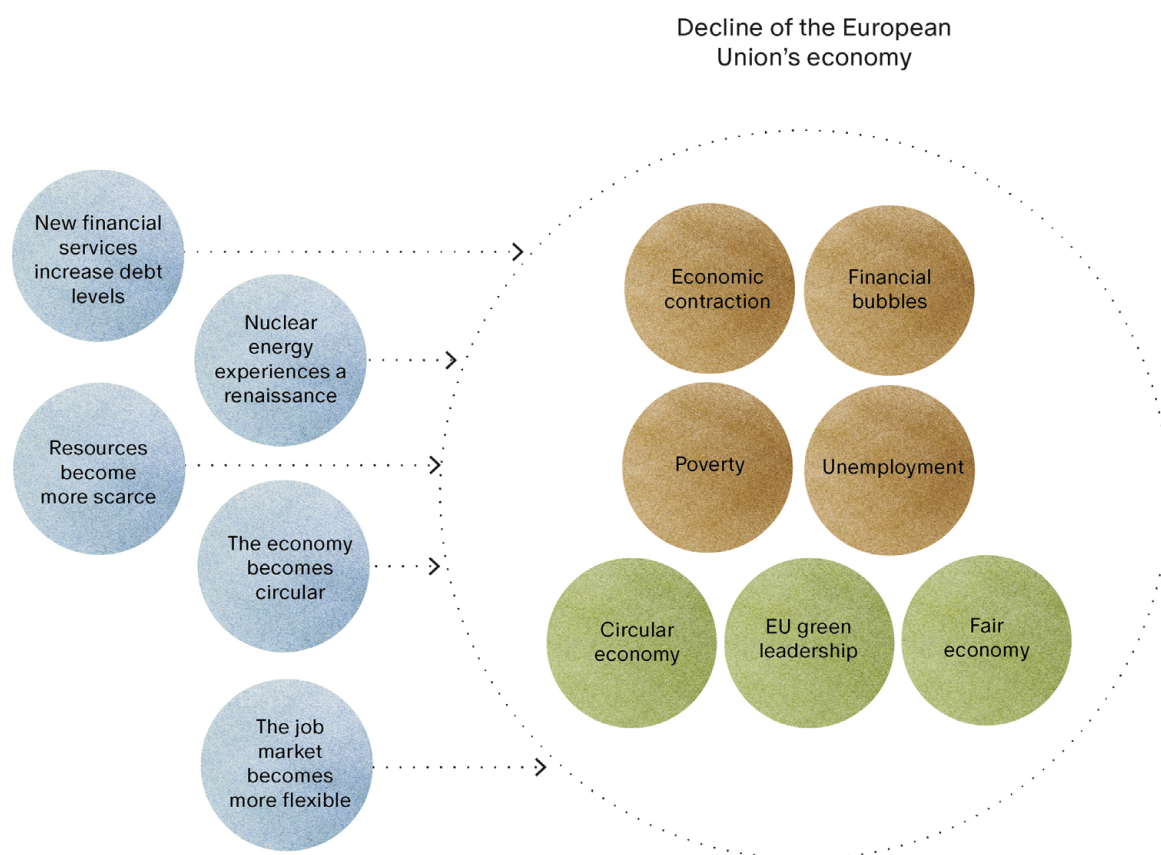 Decline of the European
Union’s economy
New financial
services
increase debt
levels
Nuclear
energy
experiences a
renaissance
Resources
become
more scarce
The economy
becomes
circular
The job
market
becomes
more flexible
Economic
contraction
Financial
bubbles
Poverty
Unemployment
Circular
economy
EU green
leadership
Fair
economy